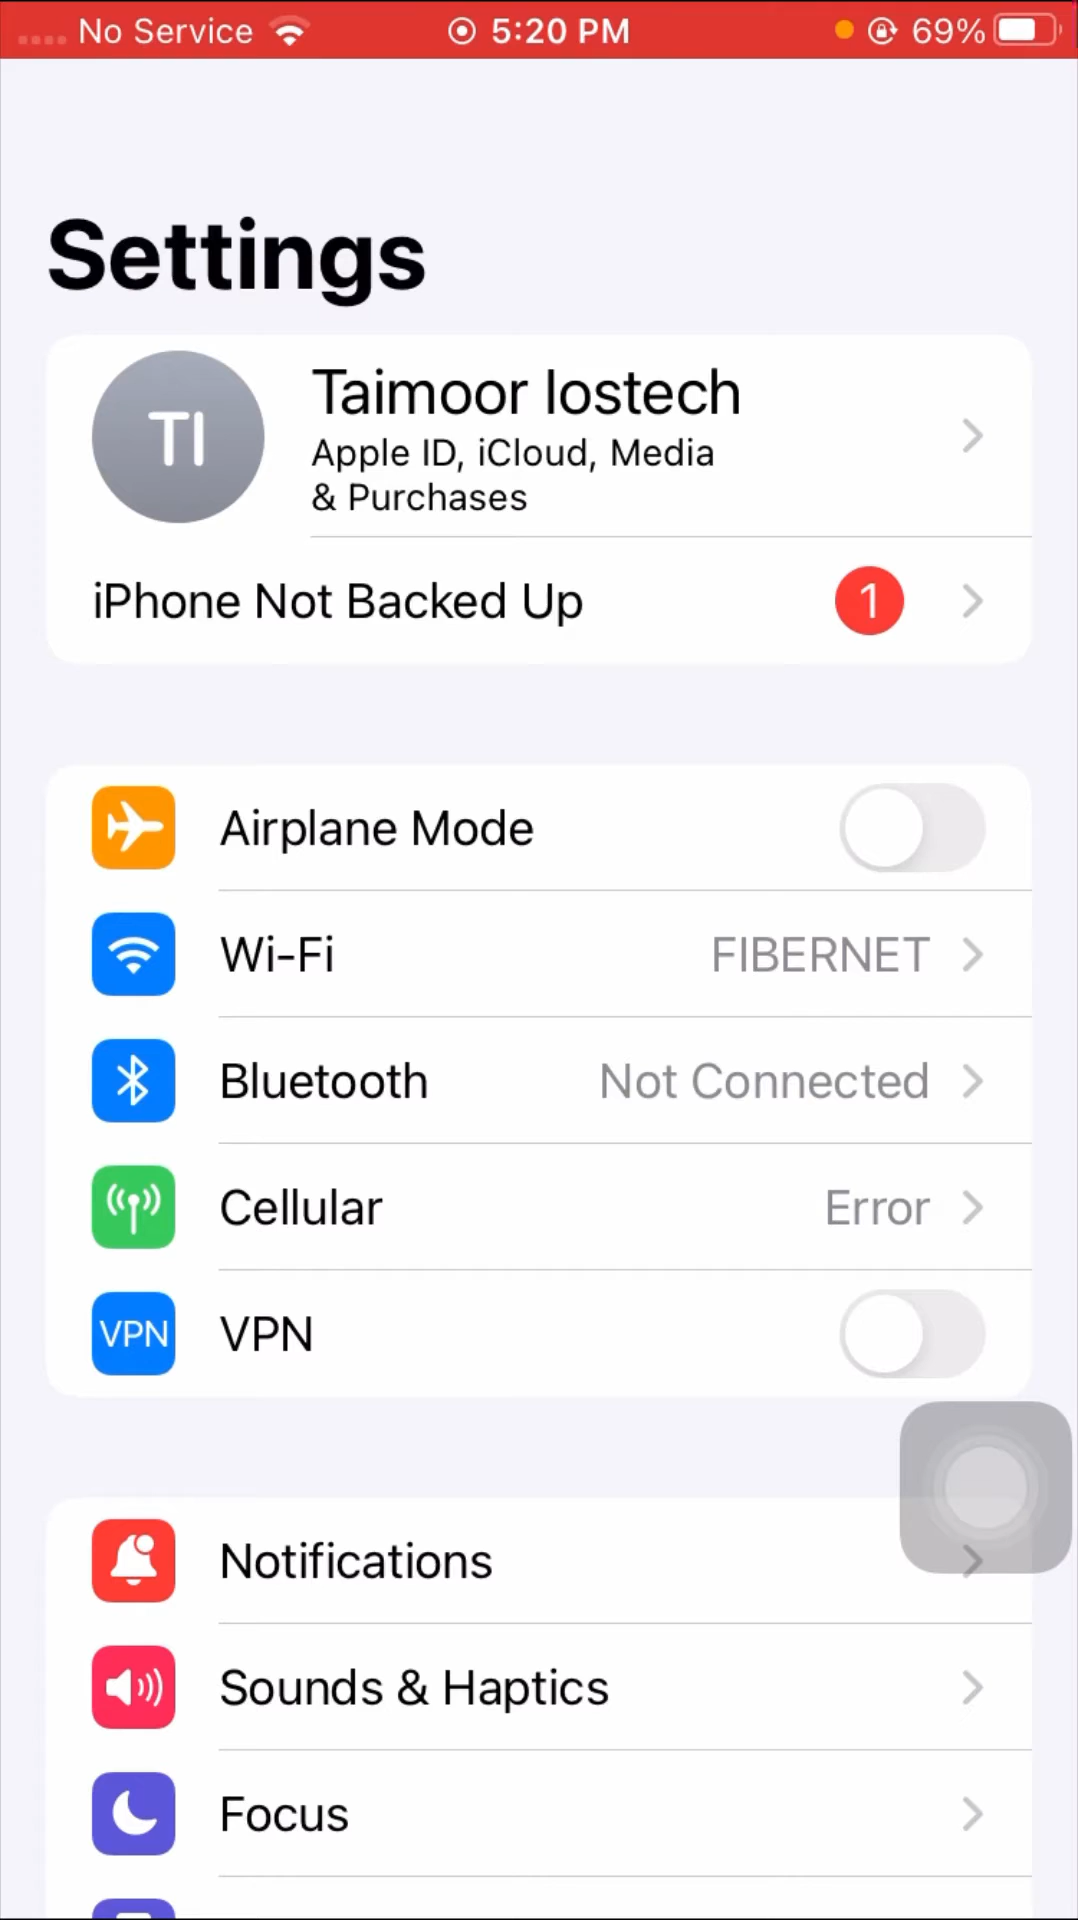 No Service 5:20 PM 69%
Settings
TI
Taimoor Iostech
Apple ID, iCloud, Media
& Purchases
iPhone Not Backed Up 1
Airplane Mode
Wi-Fi FIBERNET
Bluetooth Not Connected
Cellular Error
VPN VPN
Notifications
Sounds & Haptics
Focus